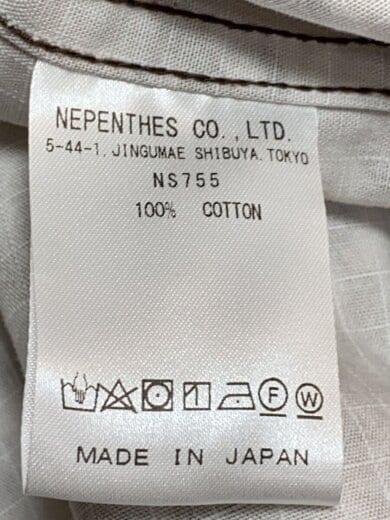 NEPENTHES CO., LTD.
5-44-1, JINGUMAE SHIBUYA. TOKYO
NS755
100% COTTON
F W
MADE IN JAPAN